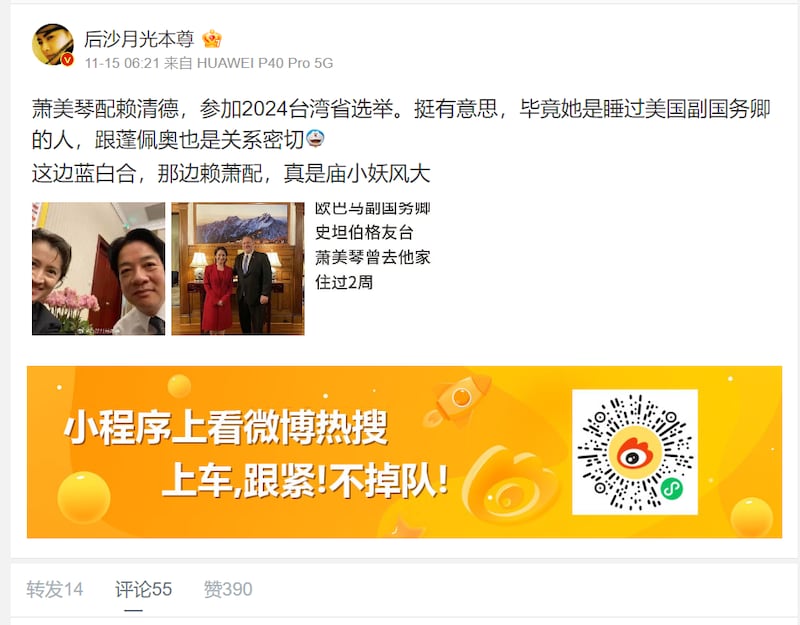 后沙月光本尊
11-15 06:21 来自 HUAWEI P40 Pro 5G
萧美琴配赖清德，参加2024台湾省选举。挺有意思，毕竟她是睡过美国副国务卿
的人，跟蓬佩奥也是关系密切
这边蓝白合，那边赖萧配，真是庙小妖风大
欧巴马副国务卿
史坦伯格友台
萧美琴曾去他家
住过2周
小程序上看微博热搜
上车,跟紧!不掉队!
转发14 评论55 赞390